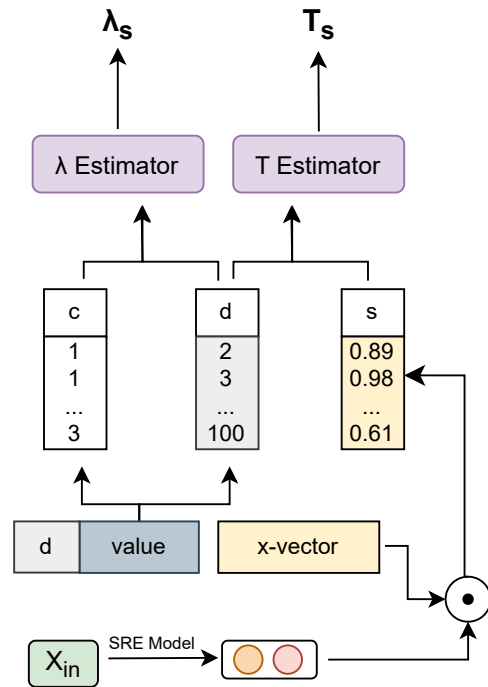 λs Ts
λ Estimator T Estimator
c d s
1 2 0.89
1 3 0.98
... ... ...
3 100 0.61
d value x-vector
SRE Model
Xin